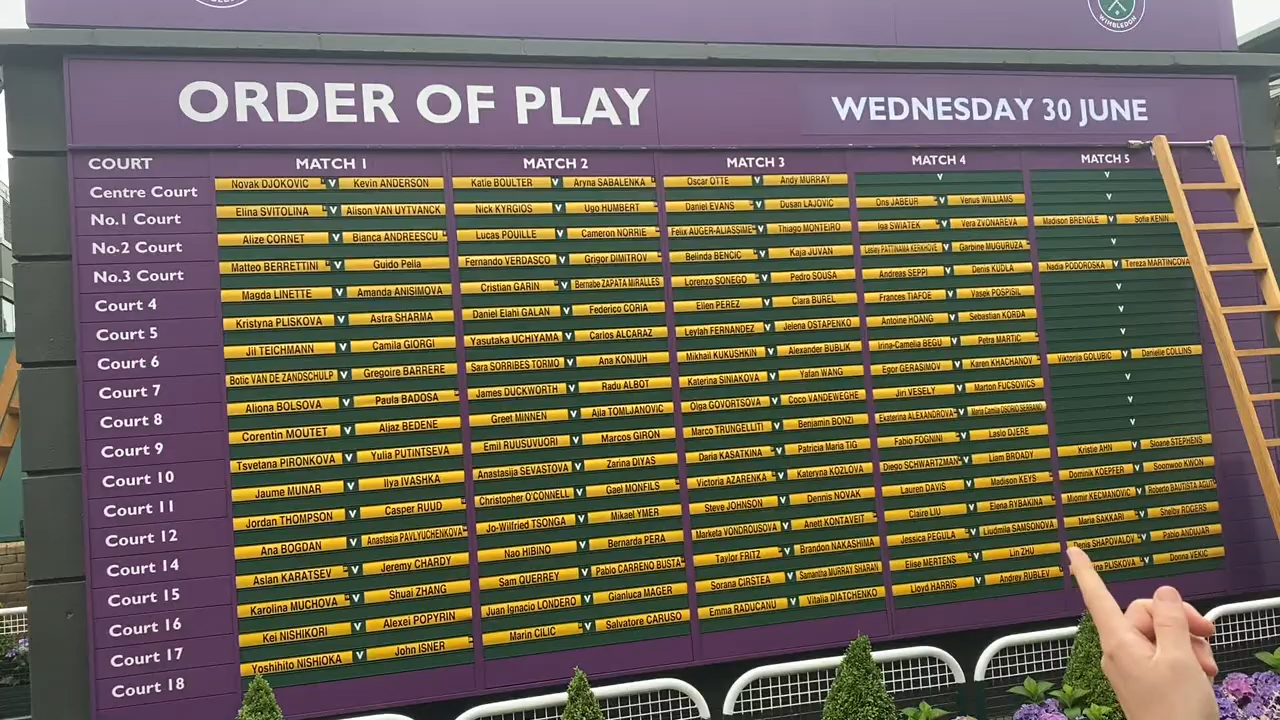 WIMBLEDON
ORDER OF PLAY WEDNESDAY 30 JUNE
COURT MATCH 1 MATCH 2 MATCH 3 MATCH 4 MATCH 5
Centre Court Novak DJOKOVIC V Kevin ANDERSON Katie BOULTER V Aryna SABALENKA Oscar OTTE V Andy MURRAY V V
No.1 Court Elina SVITOLINA V Alison VAN UYTVANCK Nick KYRGIOS V Ugo HUMBERT Daniel EVANS V Dusan LAJOVIC Ons JABEUR V Venus WILLIAMS V
No.2 Court Alize CORNET V Bianca ANDREESCU Lucas POUILLE V Cameron NORRIE Felix AUGER-ALIASSIME V Thiago MONTEIRO Iga SWIATEK V Vera ZVONAREVA Madison BRENGLE V Sofia KENIN
No.3 Court Matteo BERRETTINI V Guido Pella Fernando VERDASCO V Grigor DIMITROV Belinda BENCIC V Kaja JUVAN Lesley PATTINAMA KERKHOVE V Garbine MUGURUZA V
Court 4 Magda LINETTE V Amanda ANISIMOVA Cristian GARIN V Bernabe ZAPATA MIRALLES Lorenzo SONEGO V Pedro SOUSA Andreas SEPPI V Denis KUDLA Nadia PODOROSKA V Tereza MARTINCOVA
Court 5 Kristyna PLISKOVA V Astra SHARMA Daniel Elahi GALAN V Federico CORIA Ellen PEREZ V Clara BUREL Frances TIAFOE V Vasek POSPISIL V
Court 6 Jil TEICHMANN V Camila GIORGI Yasutaka UCHIYAMA V Carlos ALCARAZ Leylah FERNANDEZ V Jelena OSTAPENKO Antoine HOANG V Sebastian KORDA V
Court 7 Botic VAN DE ZANDSCHULP V Gregoire BARRERE Sara SORRIBES TORMO V Ana KONJUH Mikhail KUKUSHKIN V Alexander BUBLIK Irina-Camelia BEGU V Petra MARTIC V
Court 8 Aliona BOLSOVA V Paula BADOSA James DUCKWORTH V Radu ALBOT Katerina SINIAKOVA V Yafan WANG Egor GERASIMOV V Karen KHACHANOV Viktorija GOLUBIC V Danielle COLLINS
Court 9 Corentin MOUTET V Aljaz BEDENE Greet MINNEN V Ajla TOMLJANOVIC Olga GOVORTSOVA V Coco VANDEWEGHE Jiri VESELY V Marton FUCSOVICS V
Court 10 Tsvetana PIRONKOVA V Yulia PUTINTSEVA Emil RUUSUVUORI V Marcos GIRON Marco TRUNGELLITI V Benjamin BONZI Ekaterina ALEXANDROVA V Maria Camila OSORIO SERRANO V
Court 11 Jaume MUNAR V Ilya IVASHKA Anastasija SEVASTOVA V Zarina DIYAS Daria KASATKINA V Patricia Maria TIG Fabio FOGNINI V Laslo DJERE V
Court 12 Jordan THOMPSON V Casper RUUD Christopher O'CONNELL V Gael MONFILS Victoria AZARENKA V Kateryna KOZLOVA Diego SCHWARTZMAN V Liam BROADY Kristie AHN V Sloane STEPHENS
Court 14 Ana BOGDAN V Anastasia PAVLYUCHENKOVA Jo-Wilfried TSONGA V Mikael YMER Steve JOHNSON V Dennis NOVAK Lauren DAVIS V Madison KEYS Dominik KOEPFER V Soonwoo KWON
Court 15 Aslan KARATSEV V Jeremy CHARDY Nao HIBINO V Bernarda PERA Marketa VONDROUSOVA V Anett KONTAVEIT Claire LIU V Elena RYBAKINA Miomir KECMANOVIC V Roberto BAUTISTA AGUT
Court 16 Karolina MUCHOVA V Shuai ZHANG Sam QUERREY V Pablo CARRENO BUSTA Taylor FRITZ V Brandon NAKASHIMA Jessica PEGULA V Liudmila SAMSONOVA Maria SAKKARI V Shelby ROGERS
Court 17 Kei NISHIKORI V Alexei POPYRIN Juan Ignacio LONDERO V Gianluca MAGER Sorana CIRSTEA V Samantha MURRAY SHARAN Elise MERTENS V Lin ZHU Denis SHAPOVALOV V Pablo ANDUJAR
Court 18 Yoshihito NISHIOKA V John ISNER Marin CILIC V Salvatore CARUSO Emma RADUCANU V Vitalia DIATCHENKO Lloyd HARRIS V Andrey RUBLEV PLISKOVA V Donna VEKIC